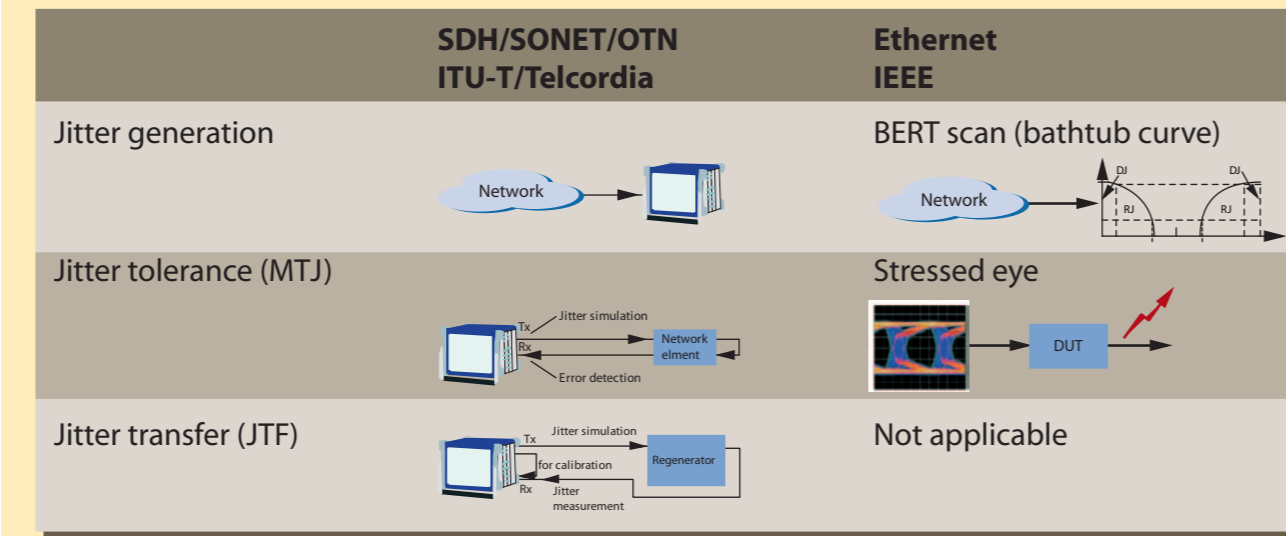 SDH/SONET/OTN
ITU-T/Telcordia
Ethernet
IEEE
Jitter generation
Network
BERT scan (bathtub curve)
Network
DJ
DJ
RJ
RJ
Jitter tolerance (MTJ)
Tx
Jitter simulation
Rx
Network
elment
Error detection
Stressed eye
DUT
Jitter transfer (JTF)
Tx
Jitter simulation
for calibration
Regenerator
Rx
Jitter
measurement
Not applicable